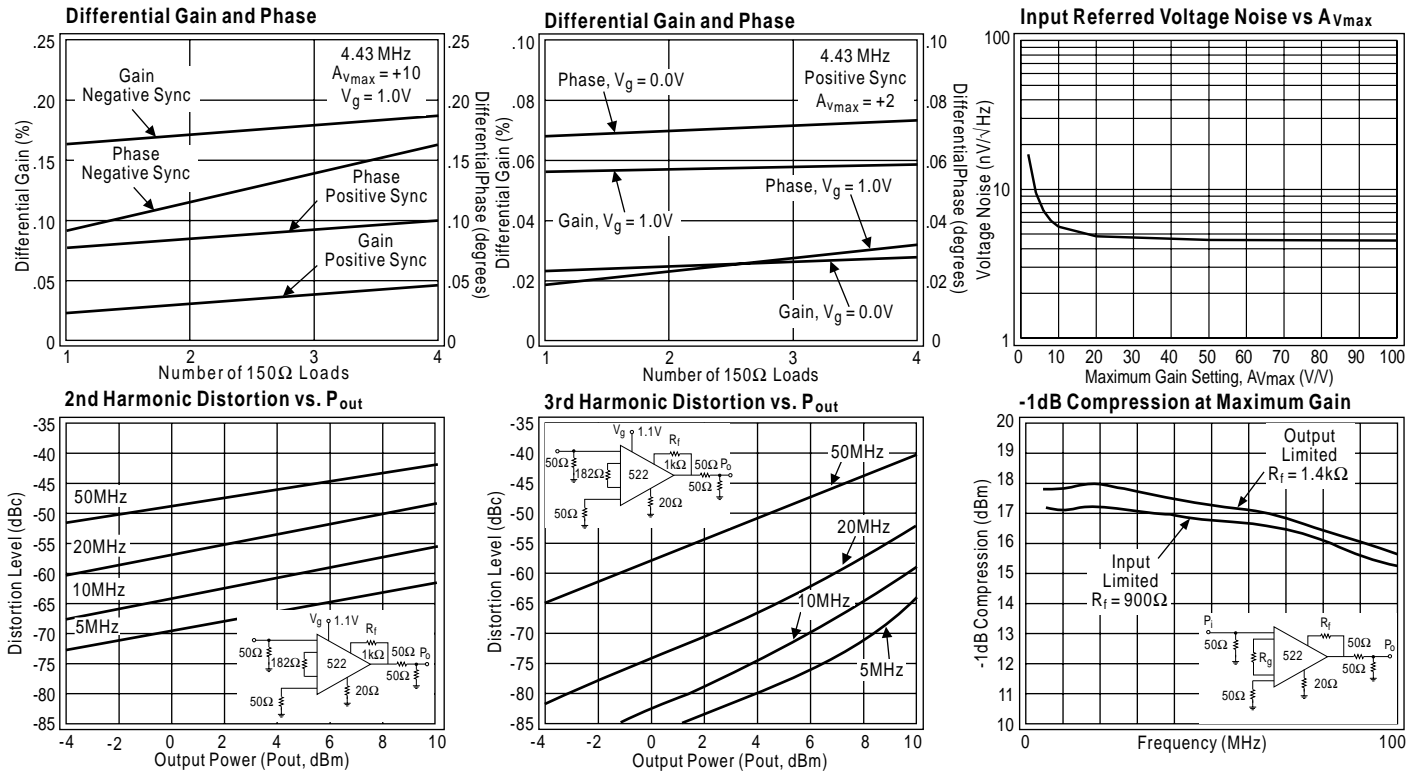 Differential Gain and Phase
.25
.20
.15
.10
.05
0
Differential Gain (%)
4.43 MHz
AVmax = +10
Vg = 1.0V
Gain
Negative Sync
Phase
Negative Sync
Phase
Positive Sync
Gain
Positive Sync
.25
.20
.15
.10
.05
0
Differential Phase (degrees)
1 2 3 4
Number of 150Ω Loads
Differential Gain and Phase
.10
.08
.06
.04
.02
0
Differential Gain (%)
4.43 MHz
Positive Sync
AVmax = +2
Phase, Vg = 0.0V
Phase, Vg = 1.0V
Gain, Vg = 1.0V
Gain, Vg = 0.0V
.10
.08
.06
.04
.02
0
Differential Phase (degrees)
1 2 3 4
Number of 150Ω Loads
Input Referred Voltage Noise vs AVmax
100
10
1
Voltage Noise (nV/√Hz)
0 10 20 30 40 50 60 70 80 90 100
Maximum Gain Setting, AVmax (V/V)
2nd Harmonic Distortion vs. Pout
-35
-40
-45
-50
-55
-60
-65
-70
-75
-80
-85
Distortion Level (dBc)
50MHz
20MHz
10MHz
5MHz
Vg 1.1V
Rf
1kΩ
50Ω
182Ω
522
50Ω Po
50Ω
20Ω
50Ω
-4 -2 0 2 4 6 8 10
Output Power (Pout, dBm)
3rd Harmonic Distortion vs. Pout
-35
-40
-45
-50
-55
-60
-65
-70
-75
-80
-85
Distortion Level (dBc)
Vg 1.1V
Rf
1kΩ
50Ω
182Ω
522
50Ω Po
50Ω
20Ω
50Ω
50MHz
20MHz
10MHz
5MHz
-4 -2 0 2 4 6 8 10
Output Power (Pout, dBm)
-1dB Compression at Maximum Gain
20
19
18
17
16
15
14
13
12
11
10
-1dB Compression (dBm)
Output
Limited
Rf = 1.4kΩ
Input
Limited
Rf = 900Ω
Pi
Rf
50Ω
Rg
522
50Ω
Po
50Ω
20Ω
50Ω
0 100
Frequency (MHz)